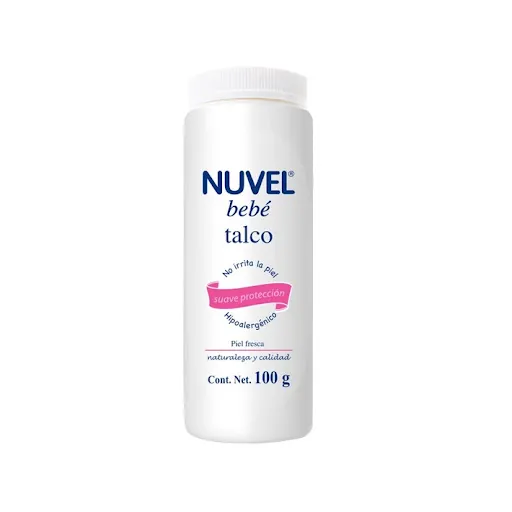 NUVEL®
bebé
talco
No irrita la piel
suave protección
Hipoalergénico
Piel fresca
naturaleza y calidad
Cont. Net. 100 g